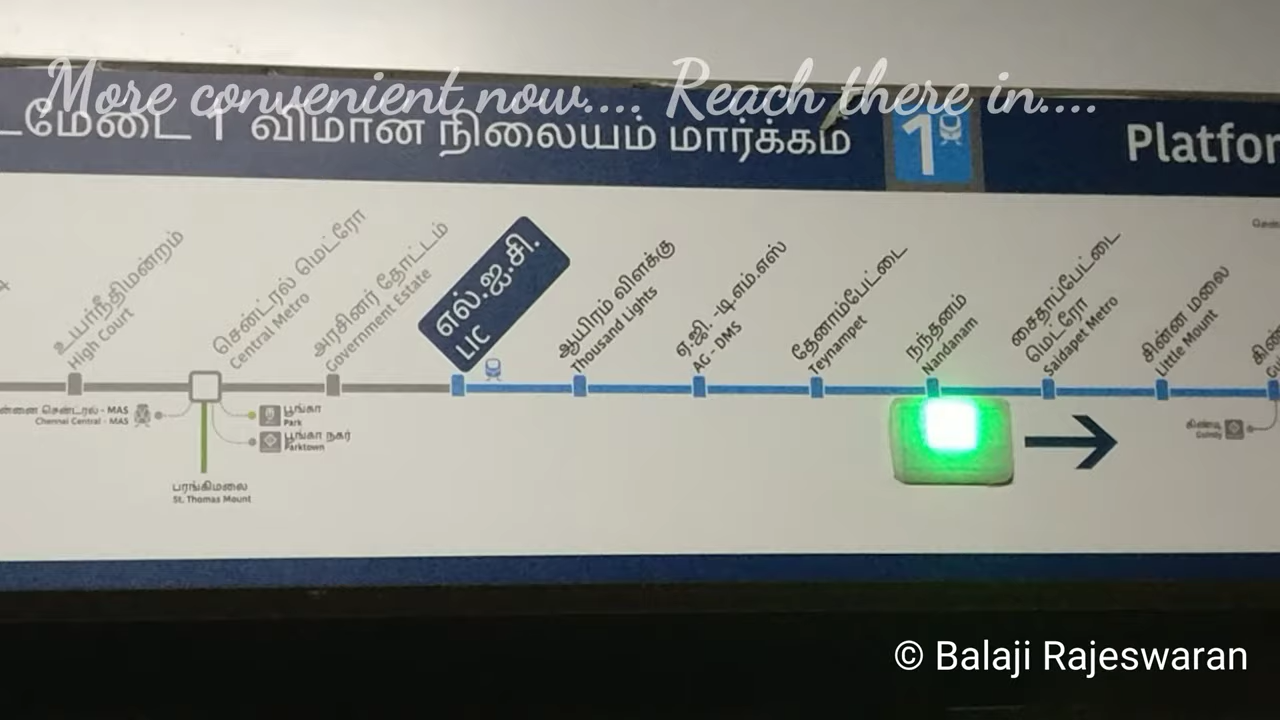 More convenient now.... Reach there in....
டமேடை 1 விமான நிலையம் மார்க்கம்
1
Platfor
உயர்நீதிமன்றம்
High Court
சென்ட்ரல் மெட்ரோ
Central Metro
அரசினர் தோட்டம்
Government Estate
எல்.ஐ.சி.
LIC
ஆயிரம் விளக்கு
Thousand Lights
ஏ.ஜி. -டி.எம்.எஸ்
AG - DMS
தேனாம்பேட்டை
Teynampet
நந்தனம்
Nandanam
சைதாப்பேட்டை
மெட்ரோ
Saidapet Metro
சின்ன மலை
Little Mount
ன்னை சென்ட்ரல் - MAS
Chennai Central - MAS
பூங்கா
Park
பூங்கா நகர்
Parktown
பரங்கிமலை
St. Thomas Mount
கிண்டி
Guindy
© Balaji Rajeswaran